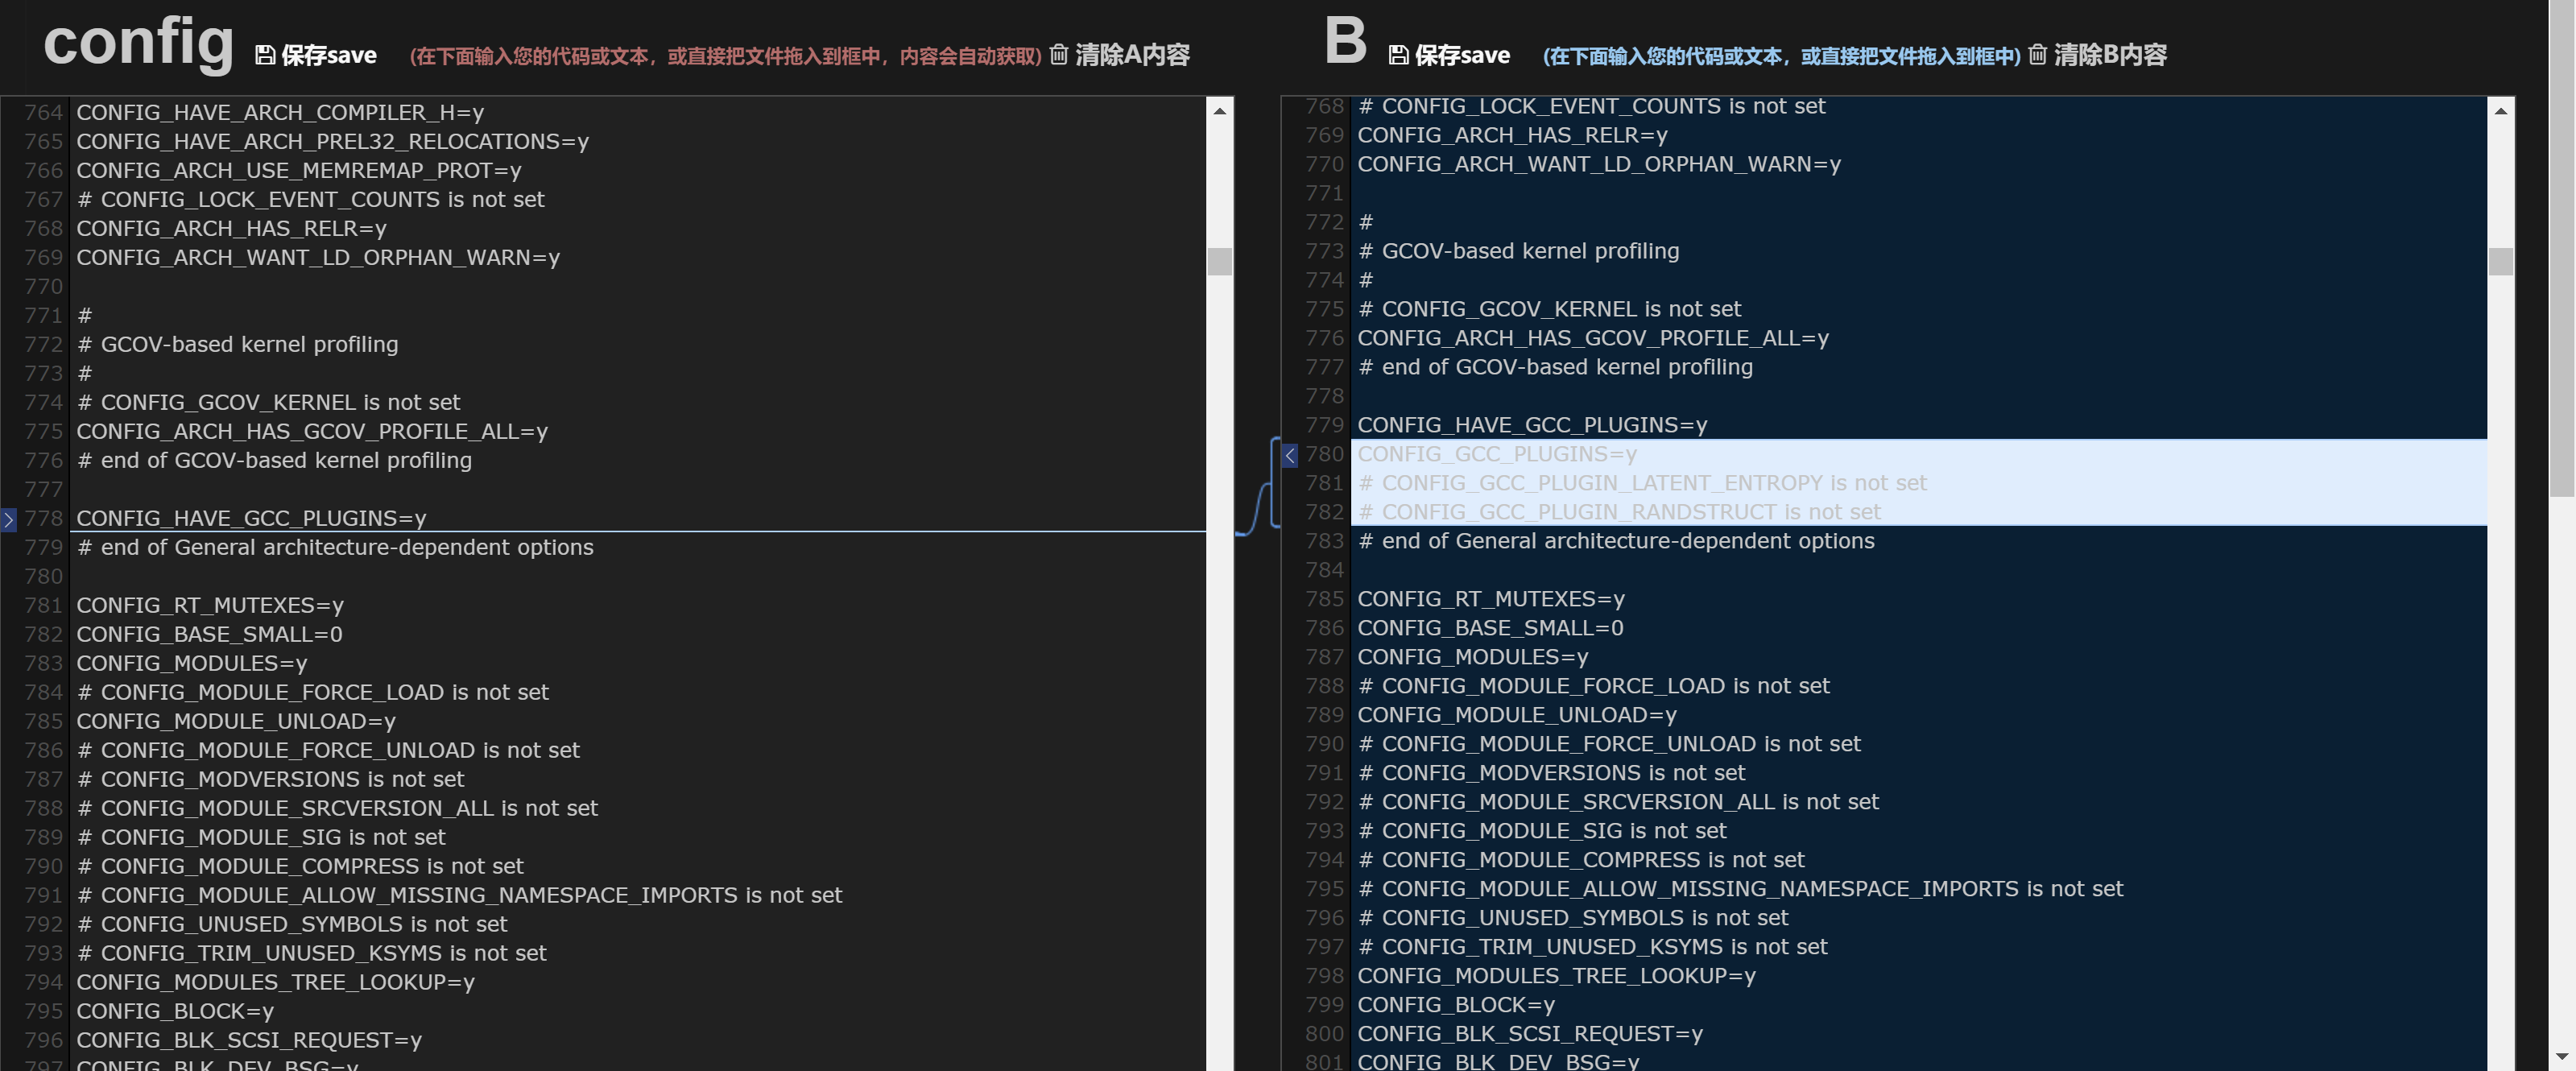 config 保存save (在下面输入您的代码或文本，或直接把文件拖入到框中，内容会自动获取) 清除A内容
764 CONFIG_HAVE_ARCH_COMPILER_H=y
765 CONFIG_HAVE_ARCH_PREL32_RELOCATIONS=y
766 CONFIG_ARCH_USE_MEMREMAP_PROT=y
767 # CONFIG_LOCK_EVENT_COUNTS is not set
768 CONFIG_ARCH_HAS_RELR=y
769 CONFIG_ARCH_WANT_LD_ORPHAN_WARN=y
770
771 #
772 # GCOV-based kernel profiling
773 #
774 # CONFIG_GCOV_KERNEL is not set
775 CONFIG_ARCH_HAS_GCOV_PROFILE_ALL=y
776 # end of GCOV-based kernel profiling
777
778 CONFIG_HAVE_GCC_PLUGINS=y
779 # end of General architecture-dependent options
780
781 CONFIG_RT_MUTEXES=y
782 CONFIG_BASE_SMALL=0
783 CONFIG_MODULES=y
784 # CONFIG_MODULE_FORCE_LOAD is not set
785 CONFIG_MODULE_UNLOAD=y
786 # CONFIG_MODULE_FORCE_UNLOAD is not set
787 # CONFIG_MODVERSIONS is not set
788 # CONFIG_MODULE_SRCVERSION_ALL is not set
789 # CONFIG_MODULE_SIG is not set
790 # CONFIG_MODULE_COMPRESS is not set
791 # CONFIG_MODULE_ALLOW_MISSING_NAMESPACE_IMPORTS is not set
792 # CONFIG_UNUSED_SYMBOLS is not set
793 # CONFIG_TRIM_UNUSED_KSYMS is not set
794 CONFIG_MODULES_TREE_LOOKUP=y
795 CONFIG_BLOCK=y
796 CONFIG_BLK_SCSI_REQUEST=y
797 CONFIG_BLK_DEV_BSG=y
B 保存save (在下面输入您的代码或文本，或直接把文件拖入到框中) 清除B内容
768 # CONFIG_LOCK_EVENT_COUNTS is not set
769 CONFIG_ARCH_HAS_RELR=y
770 CONFIG_ARCH_WANT_LD_ORPHAN_WARN=y
771
772 #
773 # GCOV-based kernel profiling
774 #
775 # CONFIG_GCOV_KERNEL is not set
776 CONFIG_ARCH_HAS_GCOV_PROFILE_ALL=y
777 # end of GCOV-based kernel profiling
778
779 CONFIG_HAVE_GCC_PLUGINS=y
780 CONFIG_GCC_PLUGINS=y
781 # CONFIG_GCC_PLUGIN_LATENT_ENTROPY is not set
782 # CONFIG_GCC_PLUGIN_RANDSTRUCT is not set
783 # end of General architecture-dependent options
784
785 CONFIG_RT_MUTEXES=y
786 CONFIG_BASE_SMALL=0
787 CONFIG_MODULES=y
788 # CONFIG_MODULE_FORCE_LOAD is not set
789 CONFIG_MODULE_UNLOAD=y
790 # CONFIG_MODULE_FORCE_UNLOAD is not set
791 # CONFIG_MODVERSIONS is not set
792 # CONFIG_MODULE_SRCVERSION_ALL is not set
793 # CONFIG_MODULE_SIG is not set
794 # CONFIG_MODULE_COMPRESS is not set
795 # CONFIG_MODULE_ALLOW_MISSING_NAMESPACE_IMPORTS is not set
796 # CONFIG_UNUSED_SYMBOLS is not set
797 # CONFIG_TRIM_UNUSED_KSYMS is not set
798 CONFIG_MODULES_TREE_LOOKUP=y
799 CONFIG_BLOCK=y
800 CONFIG_BLK_SCSI_REQUEST=y
801 CONFIG_BLK_DEV_BSG=y